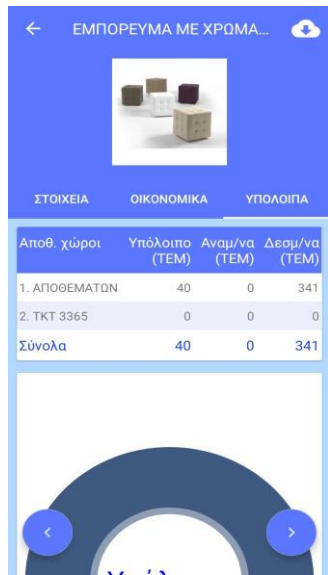 ΕΜΠΟΡΕΥΜΑ ΜΕ ΧΡΩΜΑ...
ΣΤΟΙΧΕΙΑ ΟΙΚΟΝΟΜΙΚΑ ΥΠΟΛΟΙΠΑ
Αποθ. χώροι Υπόλοιπο (ΤΕΜ) Αναμ/να (ΤΕΜ) Δεσμ/να (ΤΕΜ)
1. ΑΠΟΘΕΜΑΤΩΝ 40 0 341
2. ΤΚΤ 3365 0 0 0
Σύνολα 40 0 341